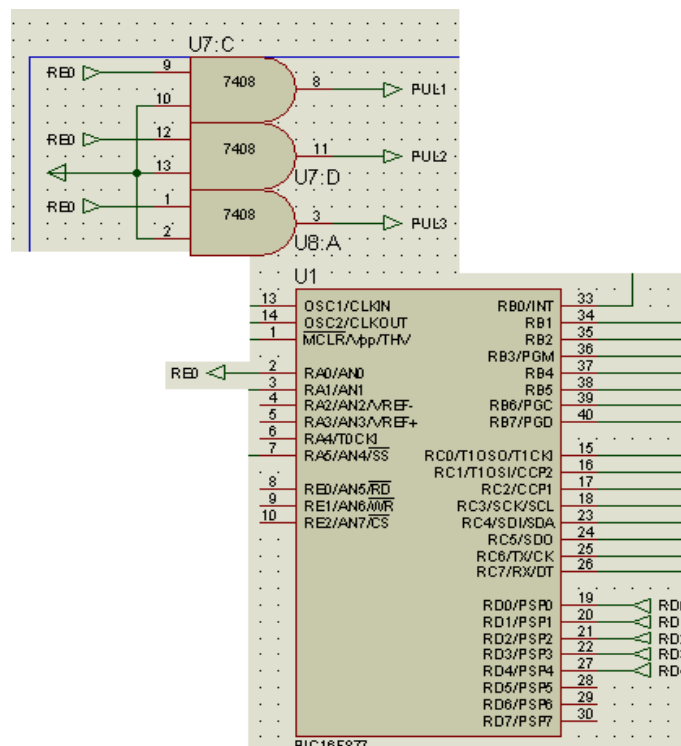 U7:C
RE0 9 7408 8 PUL1
10
RE0 12 7408 11 PUL2
13 U7:D
RE0 1 7408 3 PUL3
2 U8:A
U1
13 OSC1/CLKIN RB0/INT 33
14 OSC2/CLKOUT RB1 34
1 MCLR/Vpp/THV RB2 35
RB3/PGM 36
RE0 2 RA0/AN0 RB4 37
3 RA1/AN1 RB5 38
4 RA2/AN2/VREF- RB6/PGC 39
5 RA3/AN3/VREF+ RB7/PGD 40
6 RA4/T0CKI
7 RA5/AN4/SS RC0/T1OSO/T1CKI 15
RC1/T1OSI/CCP2 16
8 RE0/AN5/RD RC2/CCP1 17
9 RE1/AN6/WR RC3/SCK/SCL 18
10 RE2/AN7/CS RC4/SDI/SDA 23
RC5/SDO 24
RC6/TX/CK 25
RC7/RX/DT 26
RD0/PSP0 19 RD0
RD1/PSP1 20 RD
RD2/PSP2 21 RD
RD3/PSP3 22 RD
RD4/PSP4 27 RD
RD5/PSP5 28
RD6/PSP6 29
RD7/PSP7 30
PIC16F877